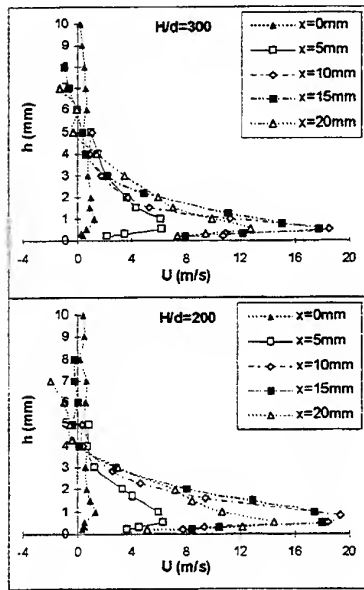 H/d=300
x=0mm
x=5mm
x=10mm
x=15mm
x=20mm
h (mm)
10
9
8
7
6
5
4
3
2
1
0
-4 0 4 8 12 16 20
U (m/s)
H/d=200
x=0mm
x=5mm
x=10mm
x=15mm
x=20mm
h (mm)
10
9
8
7
6
5
4
3
2
1
0
-4 0 4 8 12 16 20
U (m/s)